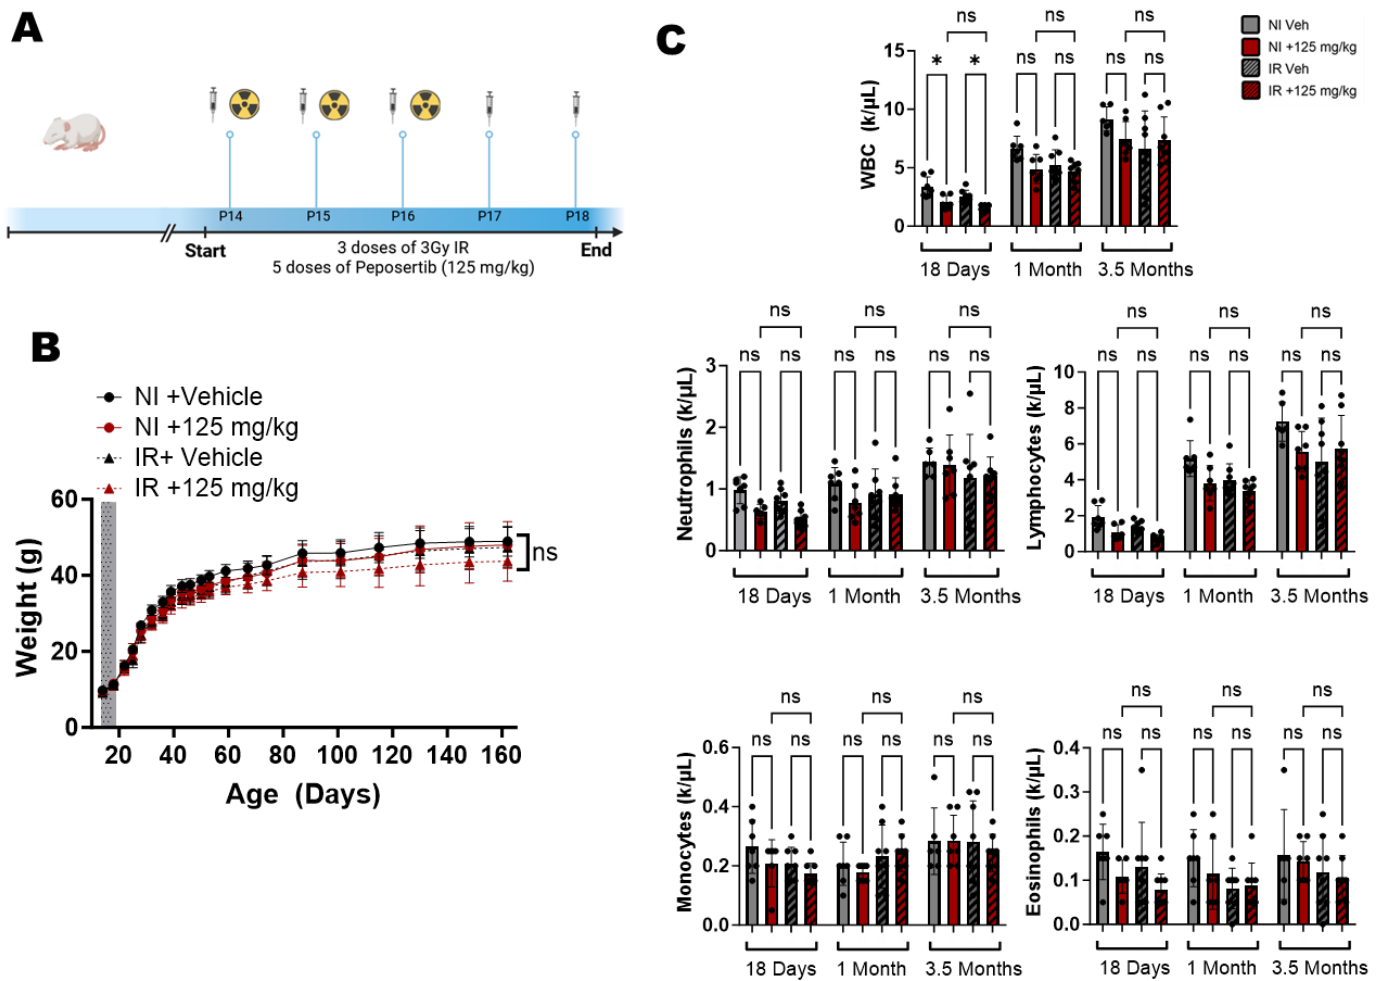 A
P14 P15 P16 P17 P18
Start
3 doses of 3Gy IR
End
5 doses of Peposertib (125 mg/kg)
B
NI +Vehicle
NI +125 mg/kg
IR+ Vehicle
IR +125 mg/kg
60
40
20
0
Weight (g)
ns
20 40 60 80 100 120 140 160
Age (Days)
C
NI Veh
NI +125 mg/kg
IR Veh
IR +125 mg/kg
ns ns ns
* * ns ns ns ns
15
10
5
0
WBC (k/µL)
18 Days 1 Month 3.5 Months
ns ns ns
ns ns ns ns ns ns
3
2
1
0
Neutrophils (k/µL)
18 Days 1 Month 3.5 Months
ns ns ns
ns ns ns ns ns ns
10
8
6
4
2
0
Lymphocytes (k/µL)
18 Days 1 Month 3.5 Months
ns ns ns
ns ns ns ns ns ns
0.6
0.4
0.2
0.0
Monocytes (k/µL)
18 Days 1 Month 3.5 Months
ns ns ns
ns ns ns ns ns ns
0.4
0.3
0.2
0.1
0.0
Eosinophils (k/µL)
18 Days 1 Month 3.5 Months